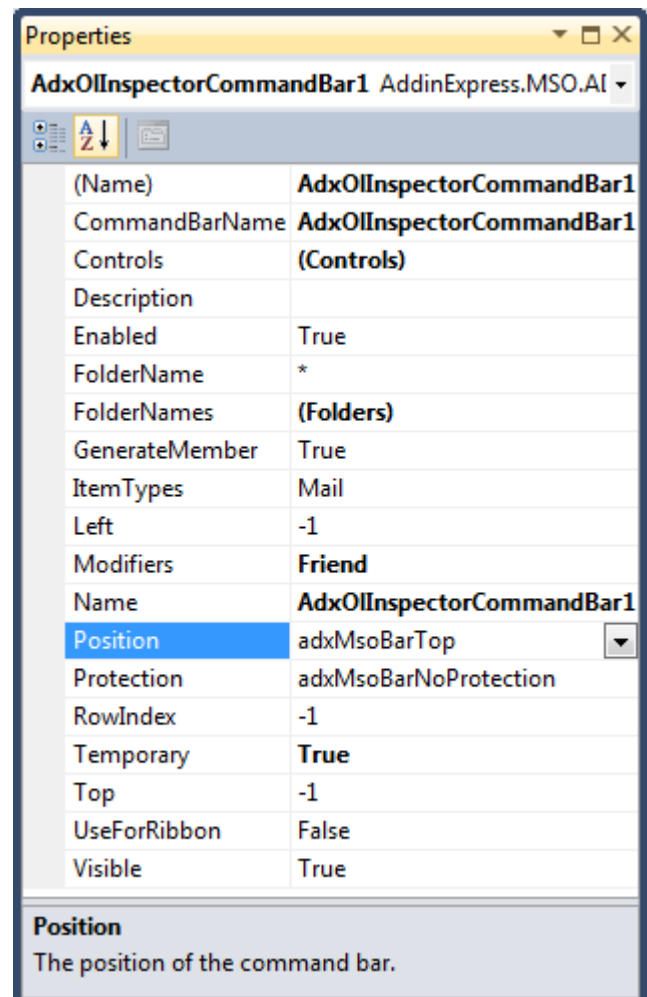 Properties
AdxOlInspectorCommandBar1 AddinExpress.MSO.AI
(Name) AdxOlInspectorCommandBar1
CommandBarName AdxOlInspectorCommandBar1
Controls (Controls)
Description
Enabled True
FolderName *
FolderNames (Folders)
GenerateMember True
ItemTypes Mail
Left -1
Modifiers Friend
Name AdxOlInspectorCommandBar1
Position adxMsoBarTop
Protection adxMsoBarNoProtection
RowIndex -1
Temporary True
Top -1
UseForRibbon False
Visible True
Position
The position of the command bar.